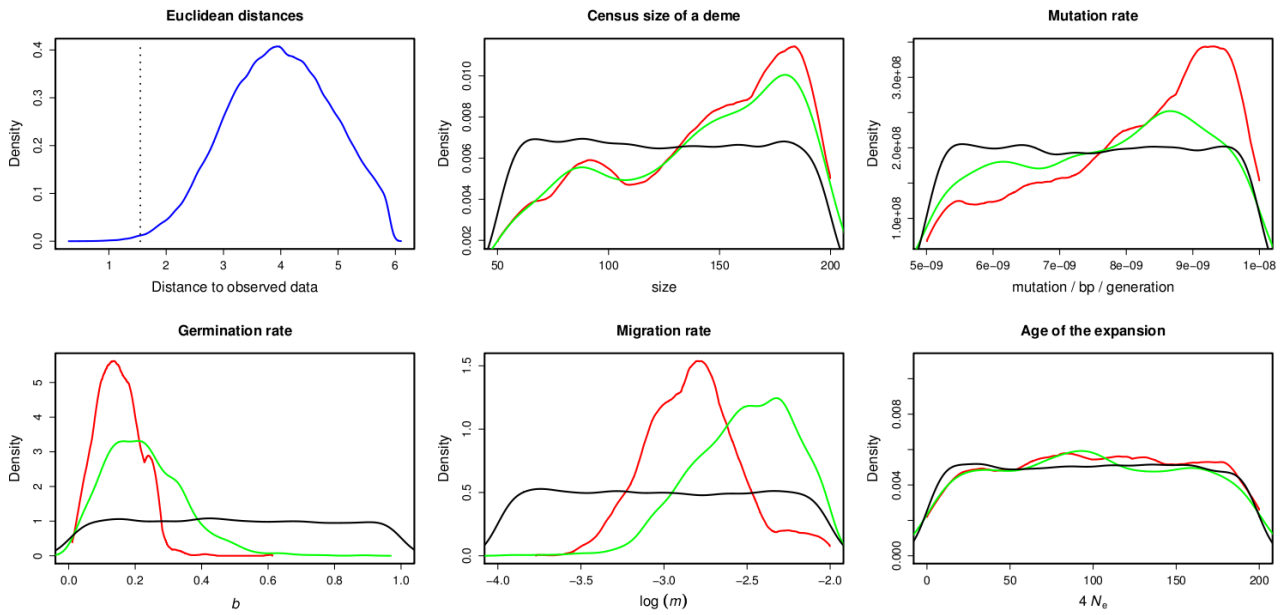 Euclidean distances
Density
0.0 0.1 0.2 0.3 0.4
1 2 3 4 5 6
Distance to observed data
Census size of a deme
Density
0.002 0.004 0.006 0.008 0.010
50 100 150 200
size
Mutation rate
Density
1.0e−08 2.0e−08 3.0e−08
5e−09 6e−09 7e−09 8e−09 9e−09 1e−08
mutation / bp / generation
Germination rate
Density
0 1 2 3 4 5
0.0 0.2 0.4 0.6 0.8 1.0
b
Migration rate
Density
0.0 0.5 1.0 1.5
−4.0 −3.5 −3.0 −2.5 −2.0
log (m)
Age of the expansion
Density
0.000 0.004 0.008
0 50 100 150 200
4 Ne